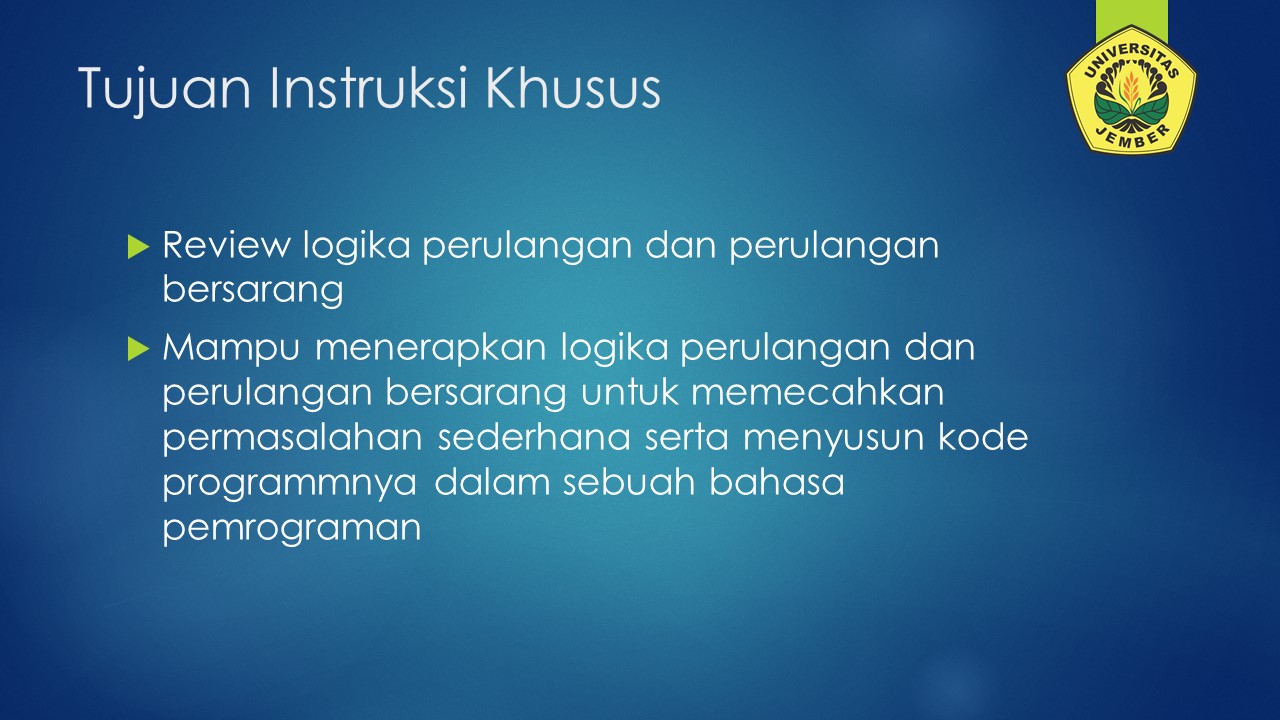 Tujuan Instruksi Khusus
UNIVERSITAS
JEMBER
Review logika perulangan dan perulangan
bersarang
Mampu menerapkan logika perulangan dan
perulangan bersarang untuk memecahkan
permasalahan sederhana serta menyusun kode
programmnya dalam sebuah bahasa
pemrograman